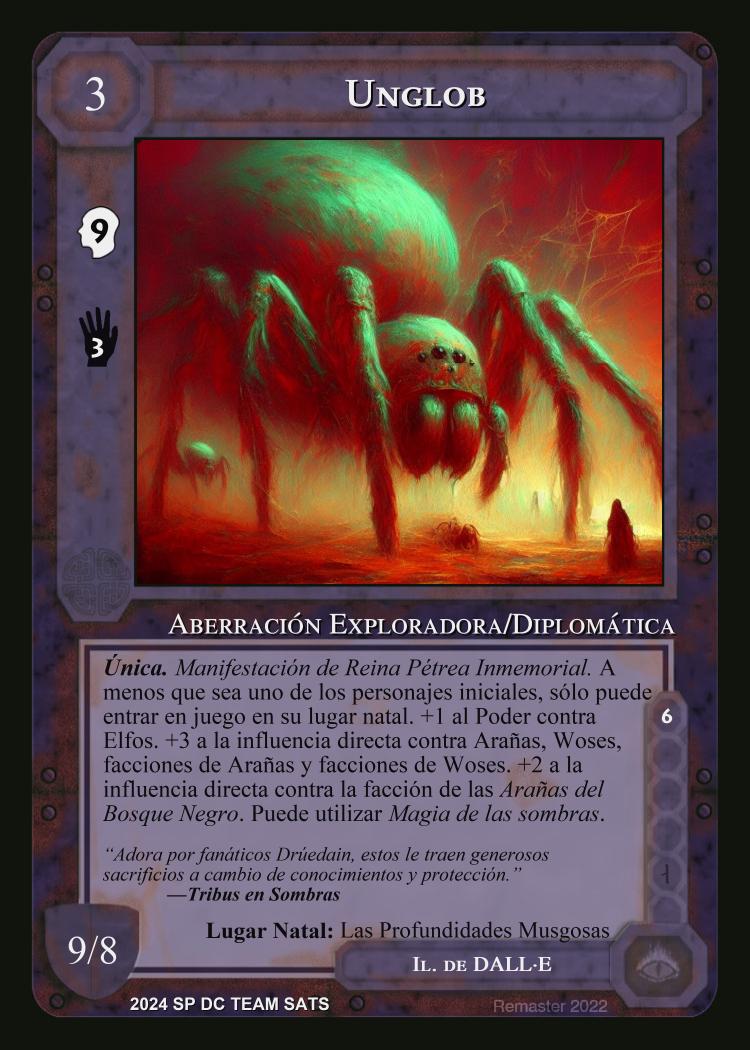 3
Unglob
9
3
Aberración Exploradora/Diplomática
Única. Manifestación de Reina Pétrea Inmemorial. A
menos que sea uno de los personajes iniciales, sólo puede
entrar en juego en su lugar natal. +1 al Poder contra
6
Elfos. +3 a la influencia directa contra Arañas, Woses,
facciones de Arañas y facciones de Woses. +2 a la
influencia directa contra la facción de las Arañas del
Bosque Negro. Puede utilizar Magia de las sombras.
“Adora por fanáticos Drúedain, estos le traen generosos
sacrificios a cambio de conocimientos y protección.”
—Tribus en Sombras
Lugar Natal: Las Profundidades Musgosas
9/8
Il. de DALL·E
2024 SP DC TEAM SATS
Remaster 2022